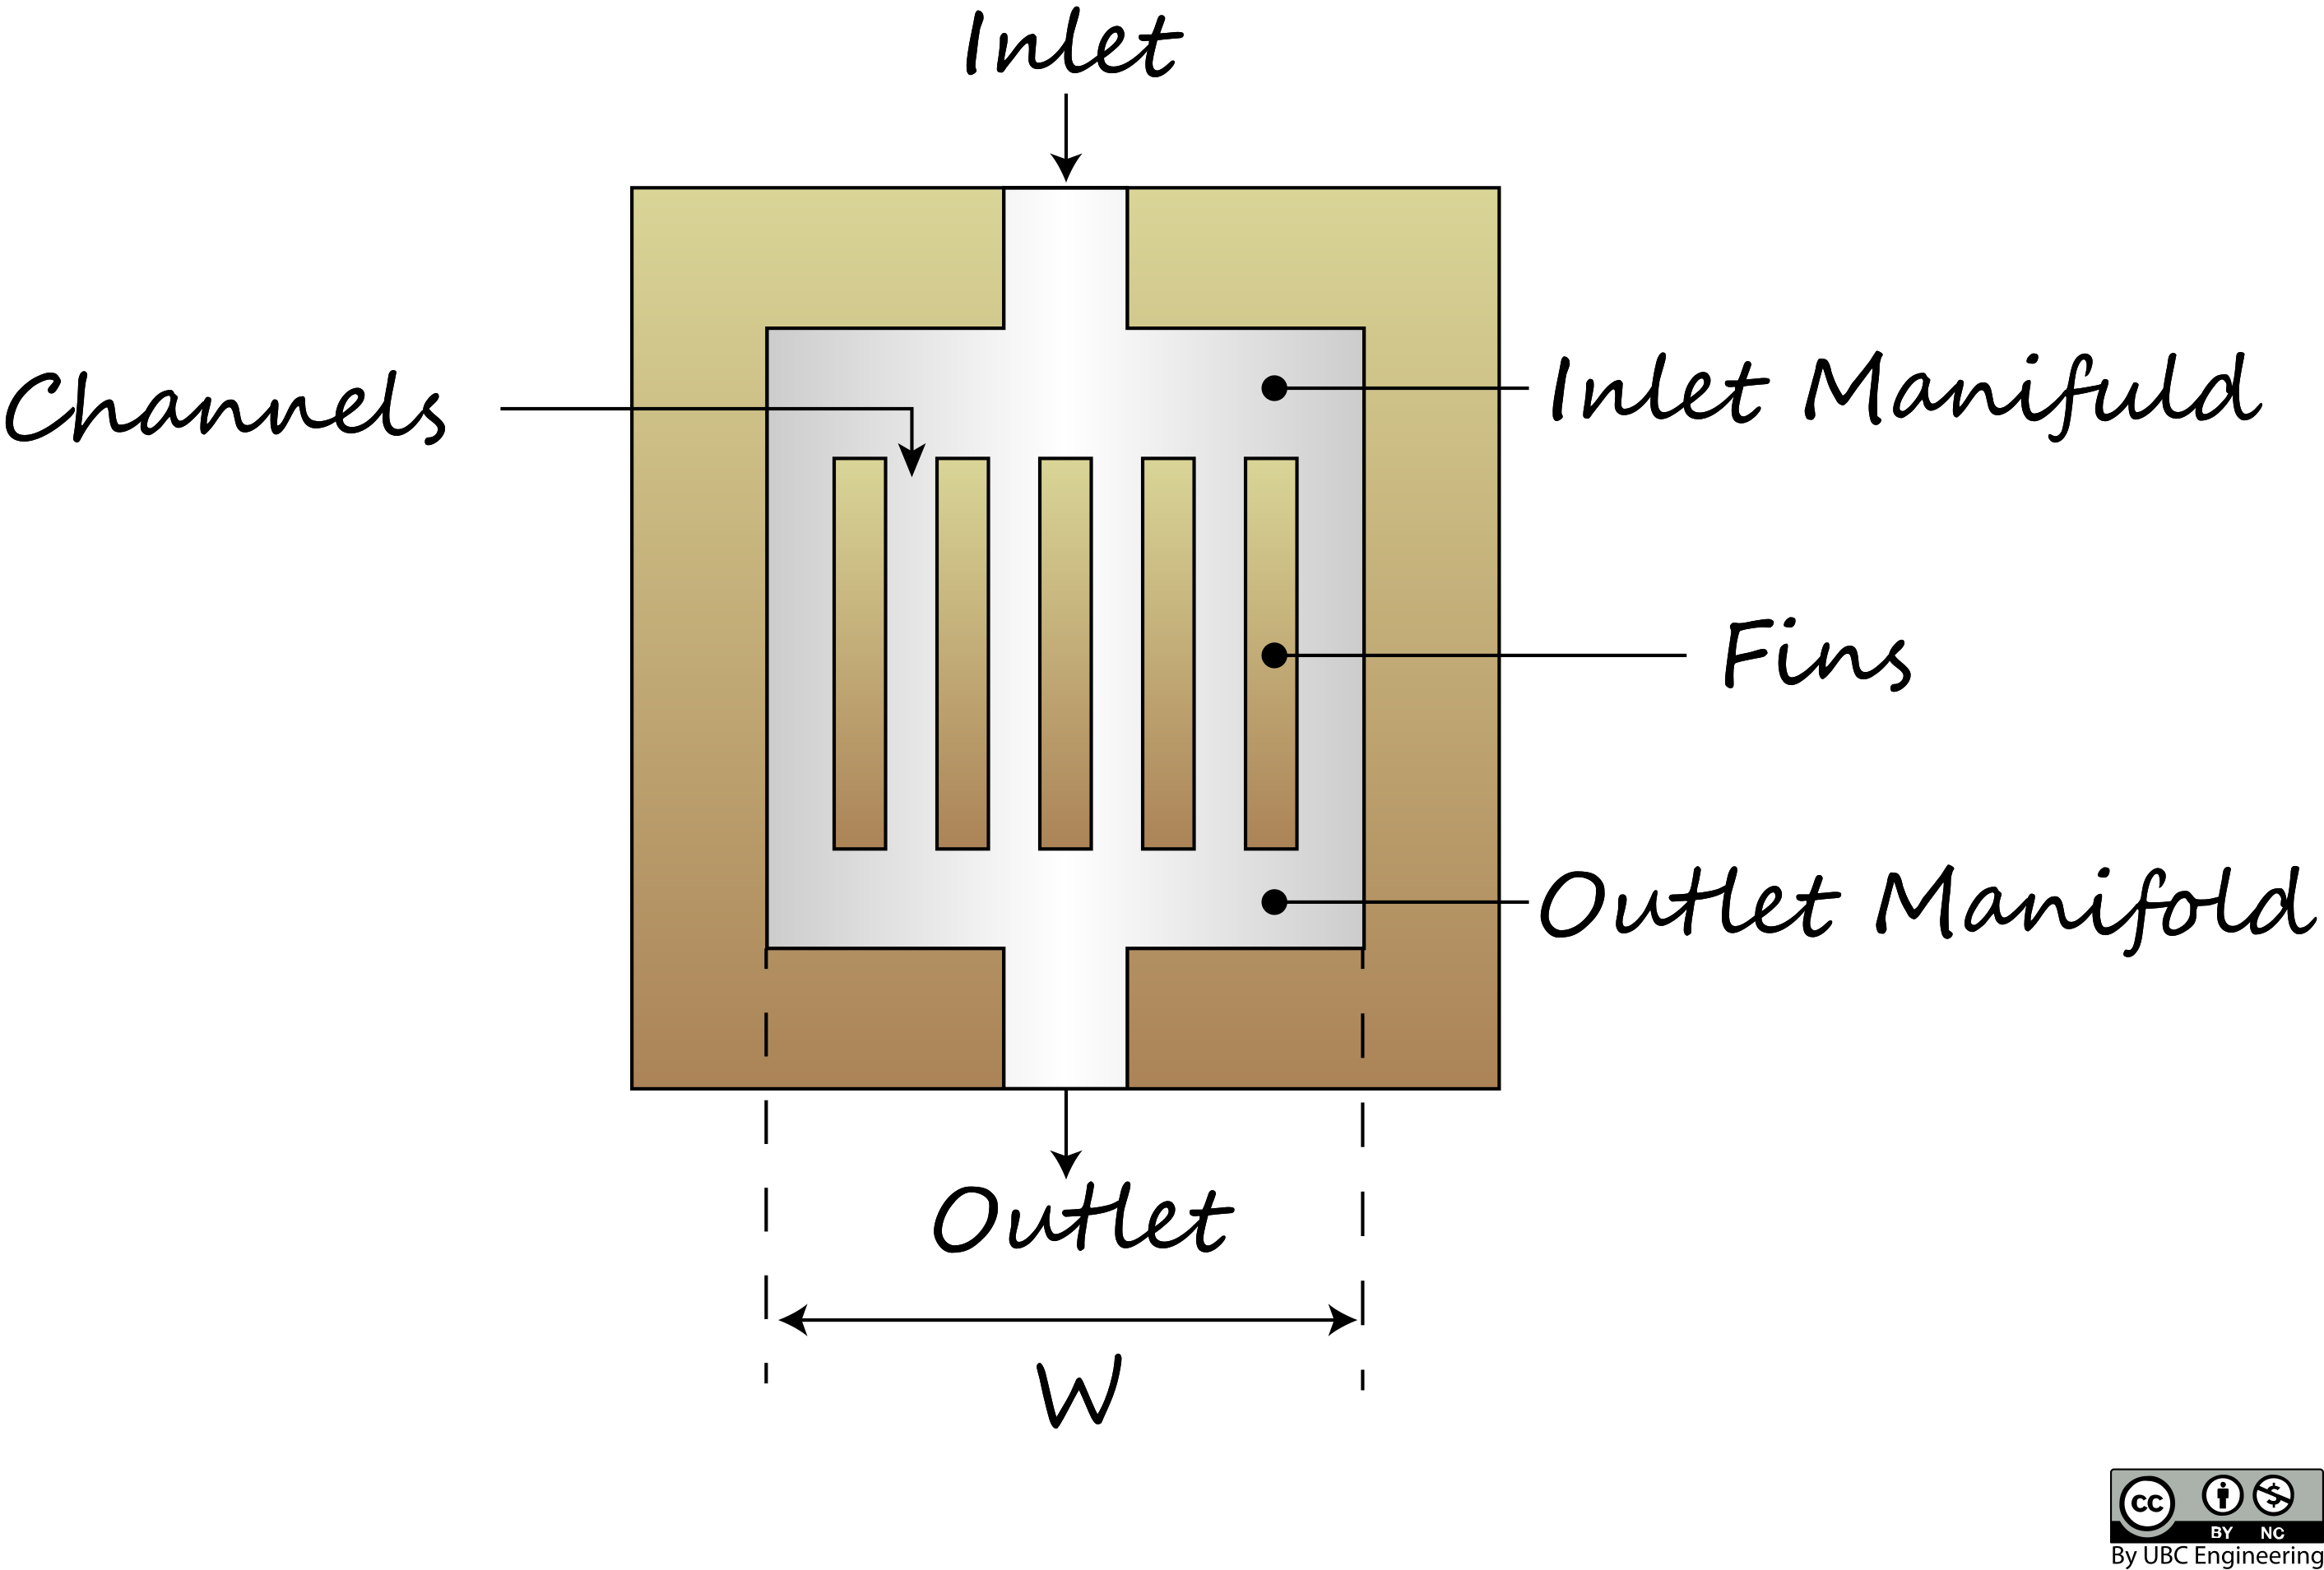 Inlet
Channels
Inlet Manifuld
Fins
Outlet Manifold
Outlet
W
cc
BY NC
By UBC Engineering